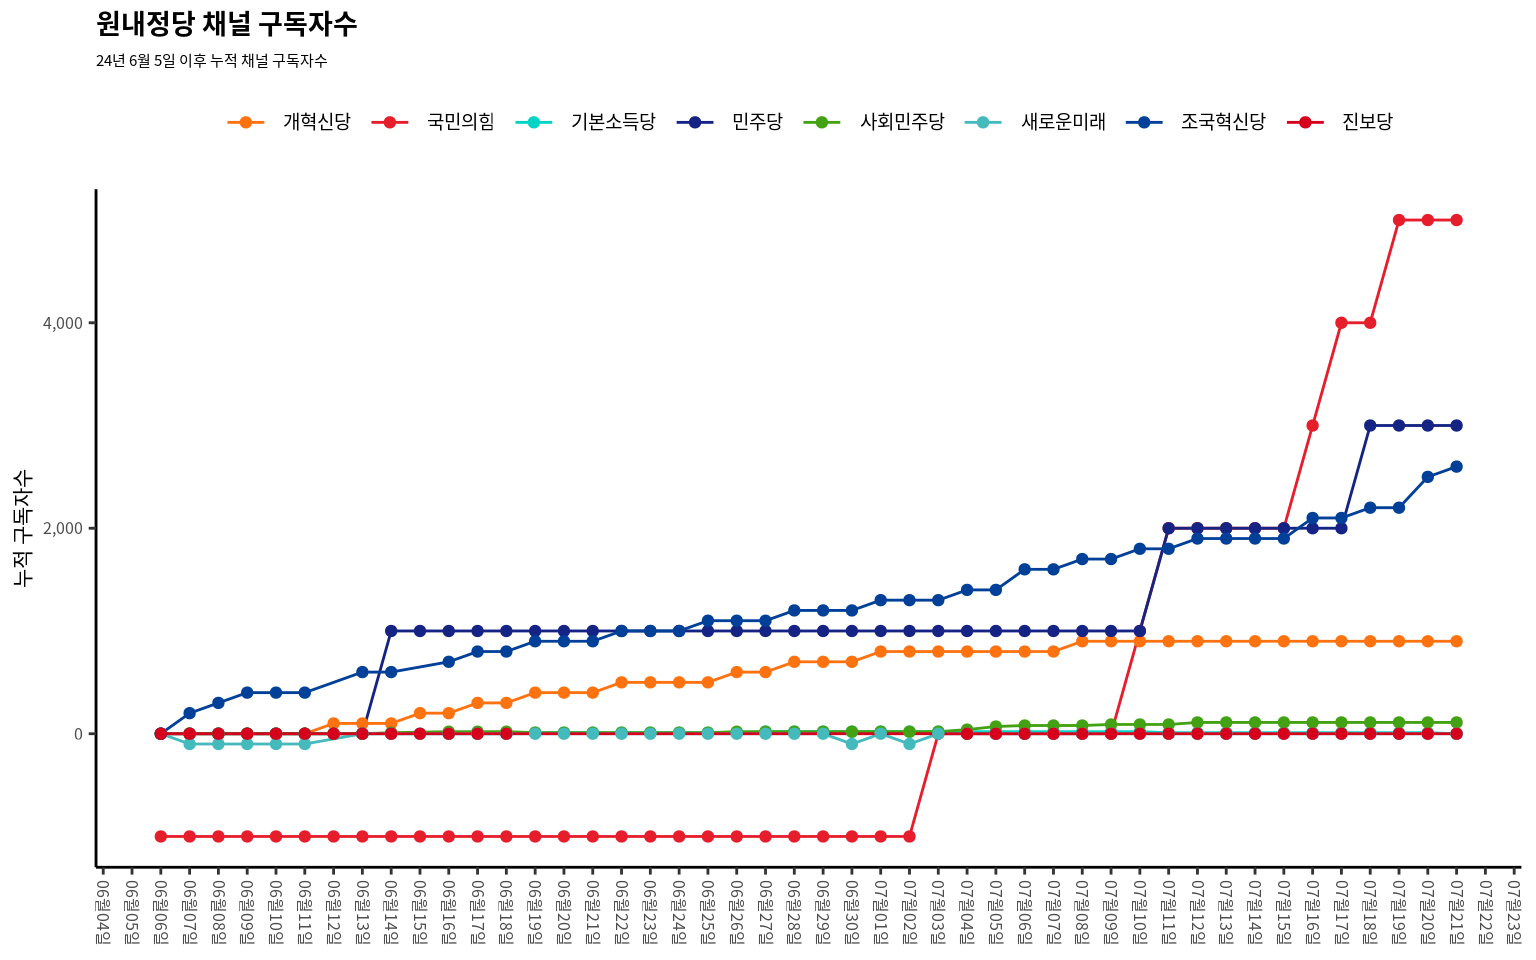 원내정당 채널 구독자수
24년 6월 5일 이후 누적 채널 구독자수
개혁신당 국민의힘 기본소득당 민주당 사회민주당 새로운미래 조국혁신당 진보당
누적 구독자수
4,000
2,000
0
06월04일 06월05일 06월06일 06월07일 06월08일 06월09일 06월10일 06월11일 06월12일 06월13일 06월14일 06월15일 06월16일 06월17일 06월18일 06월19일 06월20일 06월21일 06월22일 06월23일 06월24일 06월25일 06월26일 06월27일 06월28일 06월29일 06월30일 07월01일 07월02일 07월03일 07월04일 07월05일 07월06일 07월07일 07월08일 07월09일 07월10일 07월11일 07월12일 07월13일 07월14일 07월15일 07월16일 07월17일 07월18일 07월19일 07월20일 07월21일 07월22일 07월23일